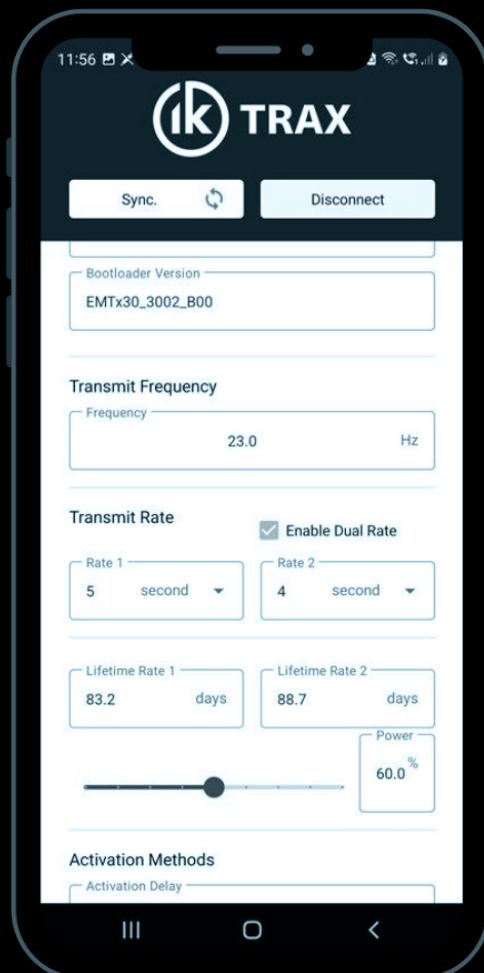 11:56
ik TRAX
Sync.
Disconnect
Bootloader Version
EMTx30_3002_B00
Transmit Frequency
Frequency
23.0 Hz
Transmit Rate
Enable Dual Rate
Rate 1
5 second
Rate 2
4 second
Lifetime Rate 1
83.2 days
Lifetime Rate 2
88.7 days
Power
60.0 %
Activation Methods
Activation Delay